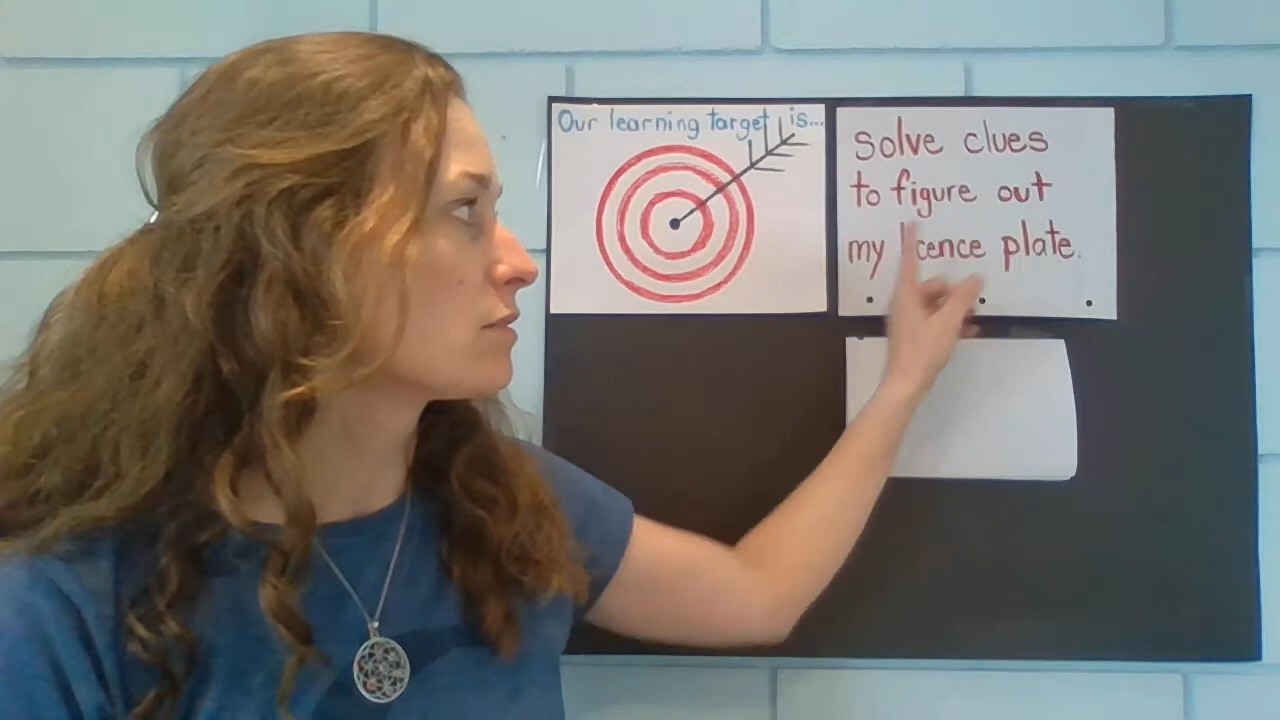 Our learning target is...
solve clues
to figure out
my licence plate.